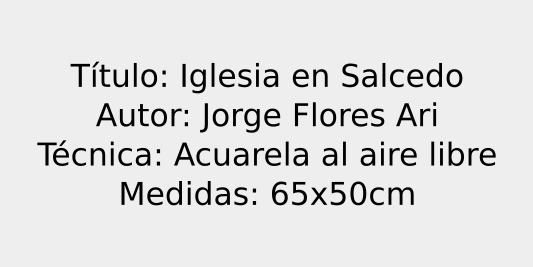 Título: Iglesia en Salcedo
Autor: Jorge Flores Ari
Técnica: Acuarela al aire libre
Medidas: 65x50cm